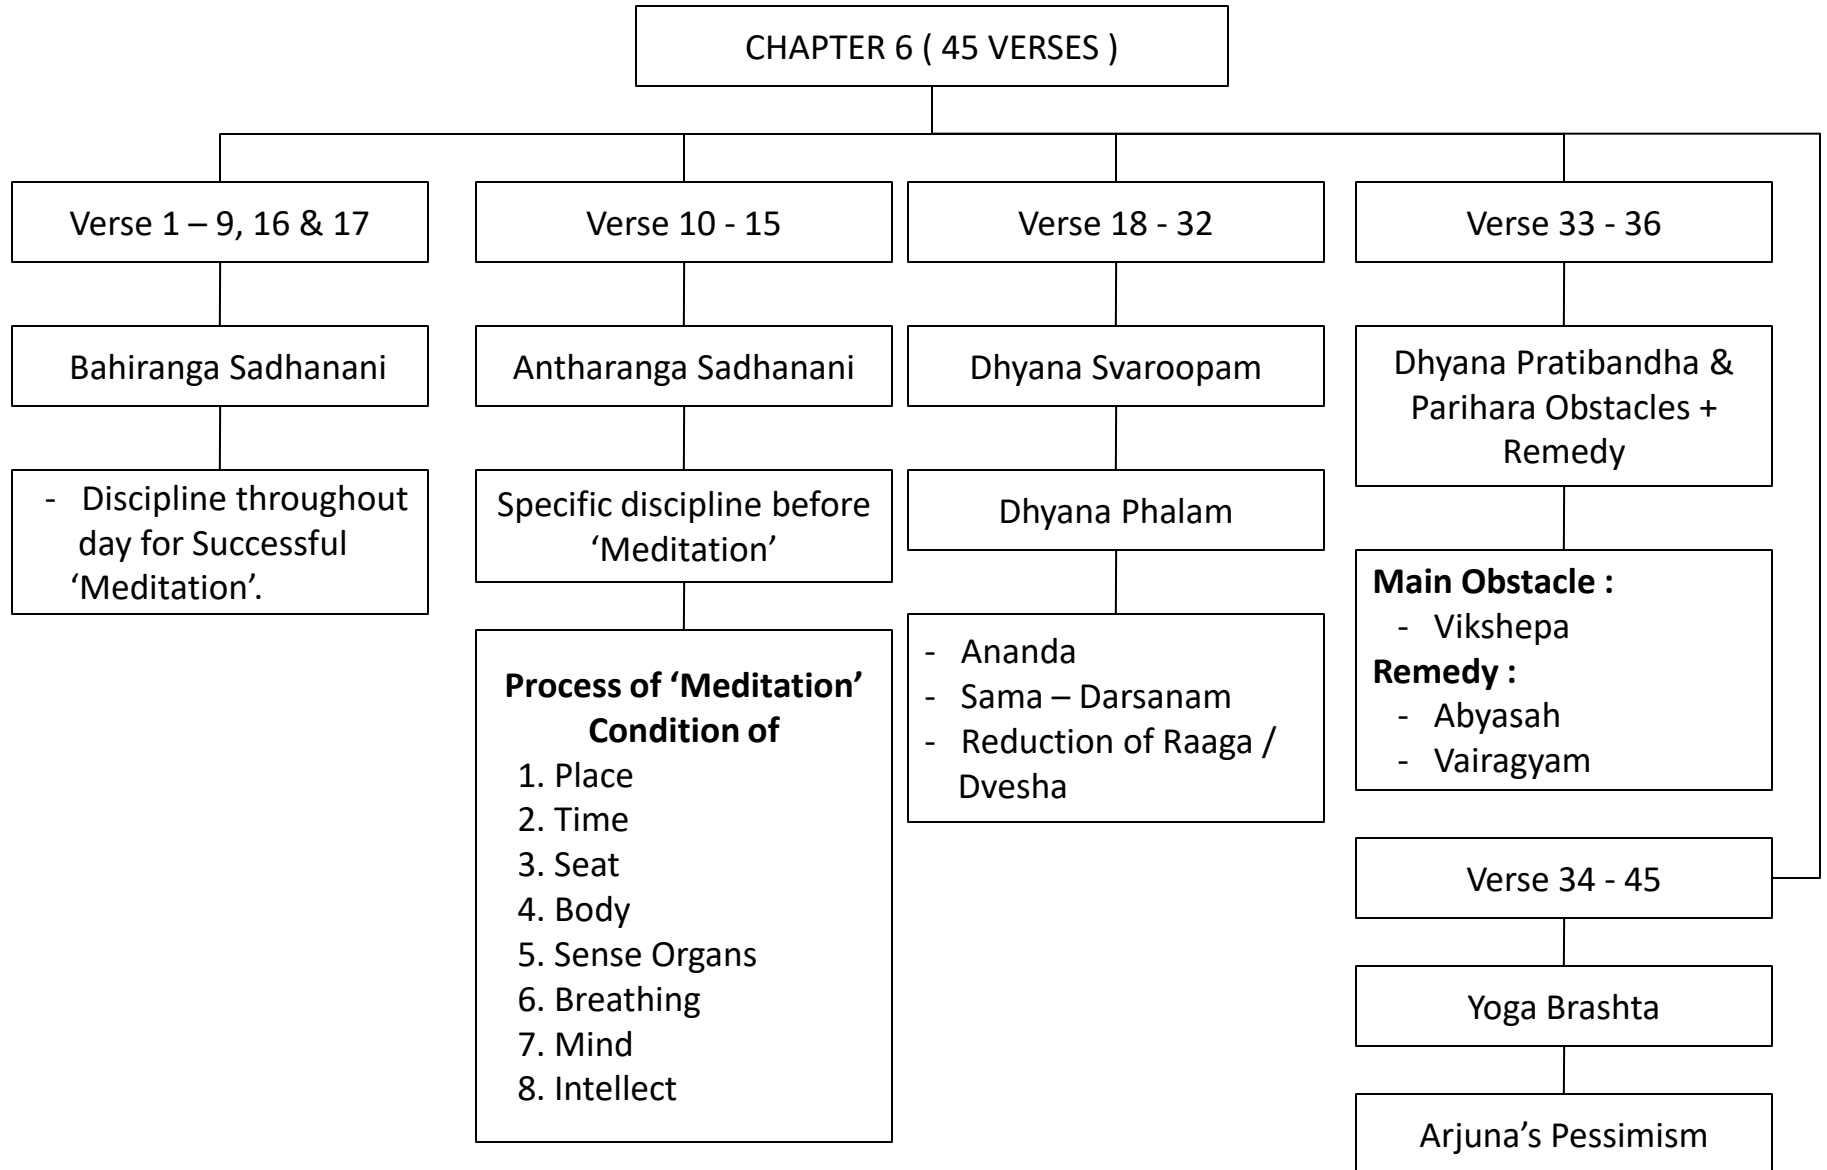 CHAPTER 6 ( 45 VERSES )
Verse 1 – 9, 16 & 17
Bahiranga Sadhanani
- Discipline throughout
day for Successful
‘Meditation’.
Verse 10 - 15
Antharanga Sadhanani
Specific discipline before
‘Meditation’
Process of ‘Meditation’
Condition of
1. Place
2. Time
3. Seat
4. Body
5. Sense Organs
6. Breathing
7. Mind
8. Intellect
Verse 18 - 32
Dhyana Svaroopam
Dhyana Phalam
- Ananda
- Sama – Darsanam
- Reduction of Raaga /
Dvesha
Verse 33 - 36
Dhyana Pratibandha &
Parihara Obstacles +
Remedy
Main Obstacle :
- Vikshepa
Remedy :
- Abyasah
- Vairagyam
Verse 34 - 45
Yoga Brashta
Arjuna’s Pessimism